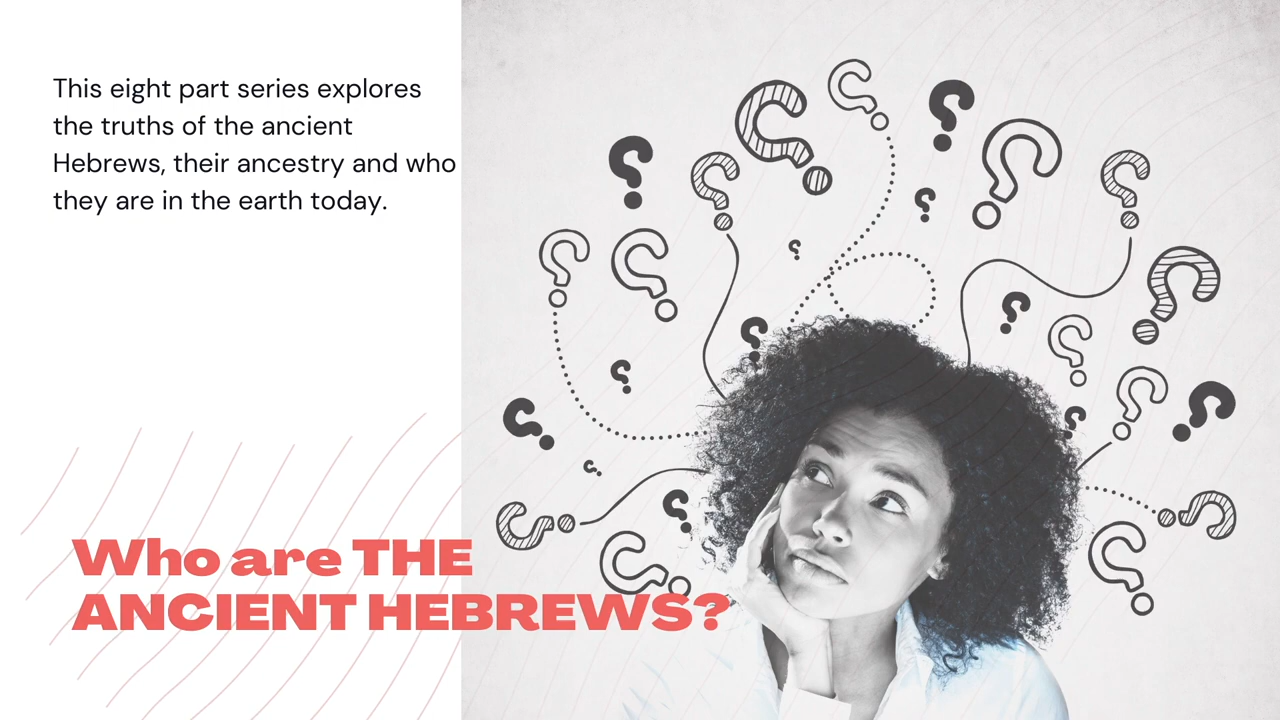 This eight part series explores
the truths of the ancient
Hebrews, their ancestry and who
they are in the earth today.
Who are THE
ANCIENT HEBREWS?